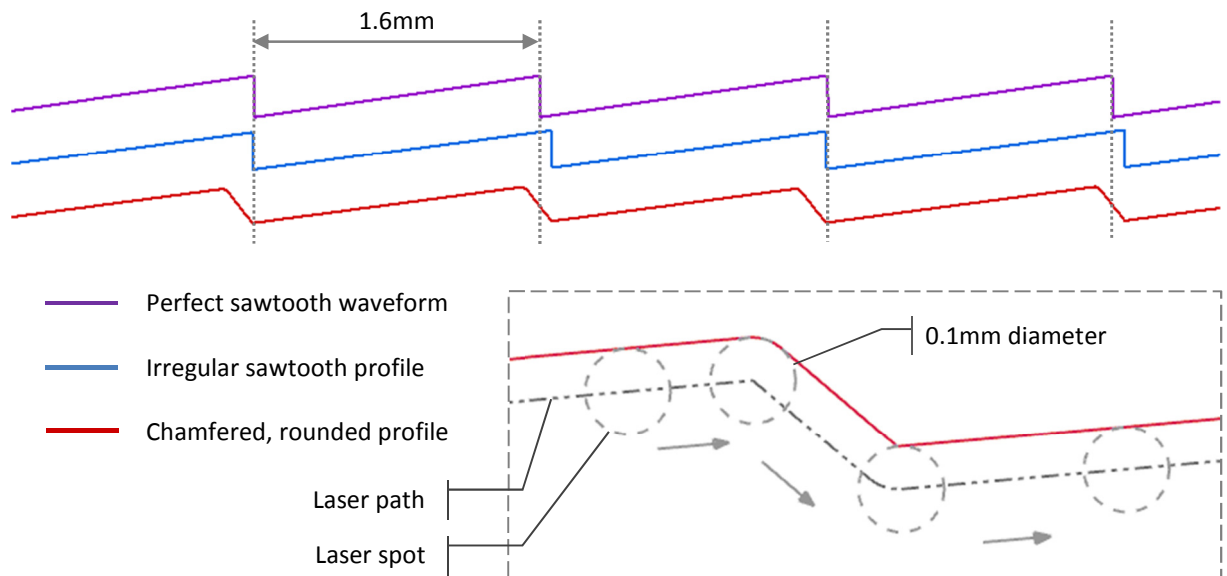 1.6mm
Perfect sawtooth waveform
0.1mm diameter
Irregular sawtooth profile
Chamfered, rounded profile
Laser path
Laser spot